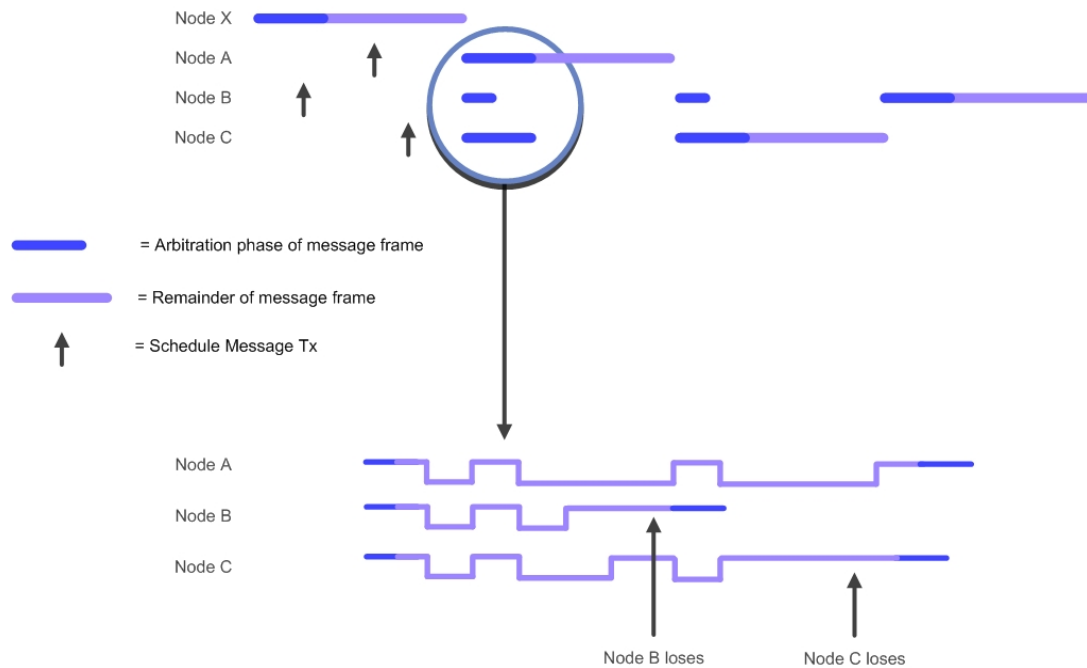 Node X
Node A
Node B
Node C
= Arbitration phase of message frame
= Remainder of message frame
= Schedule Message Tx
Node A
Node B
Node C
Node B loses
Node C loses